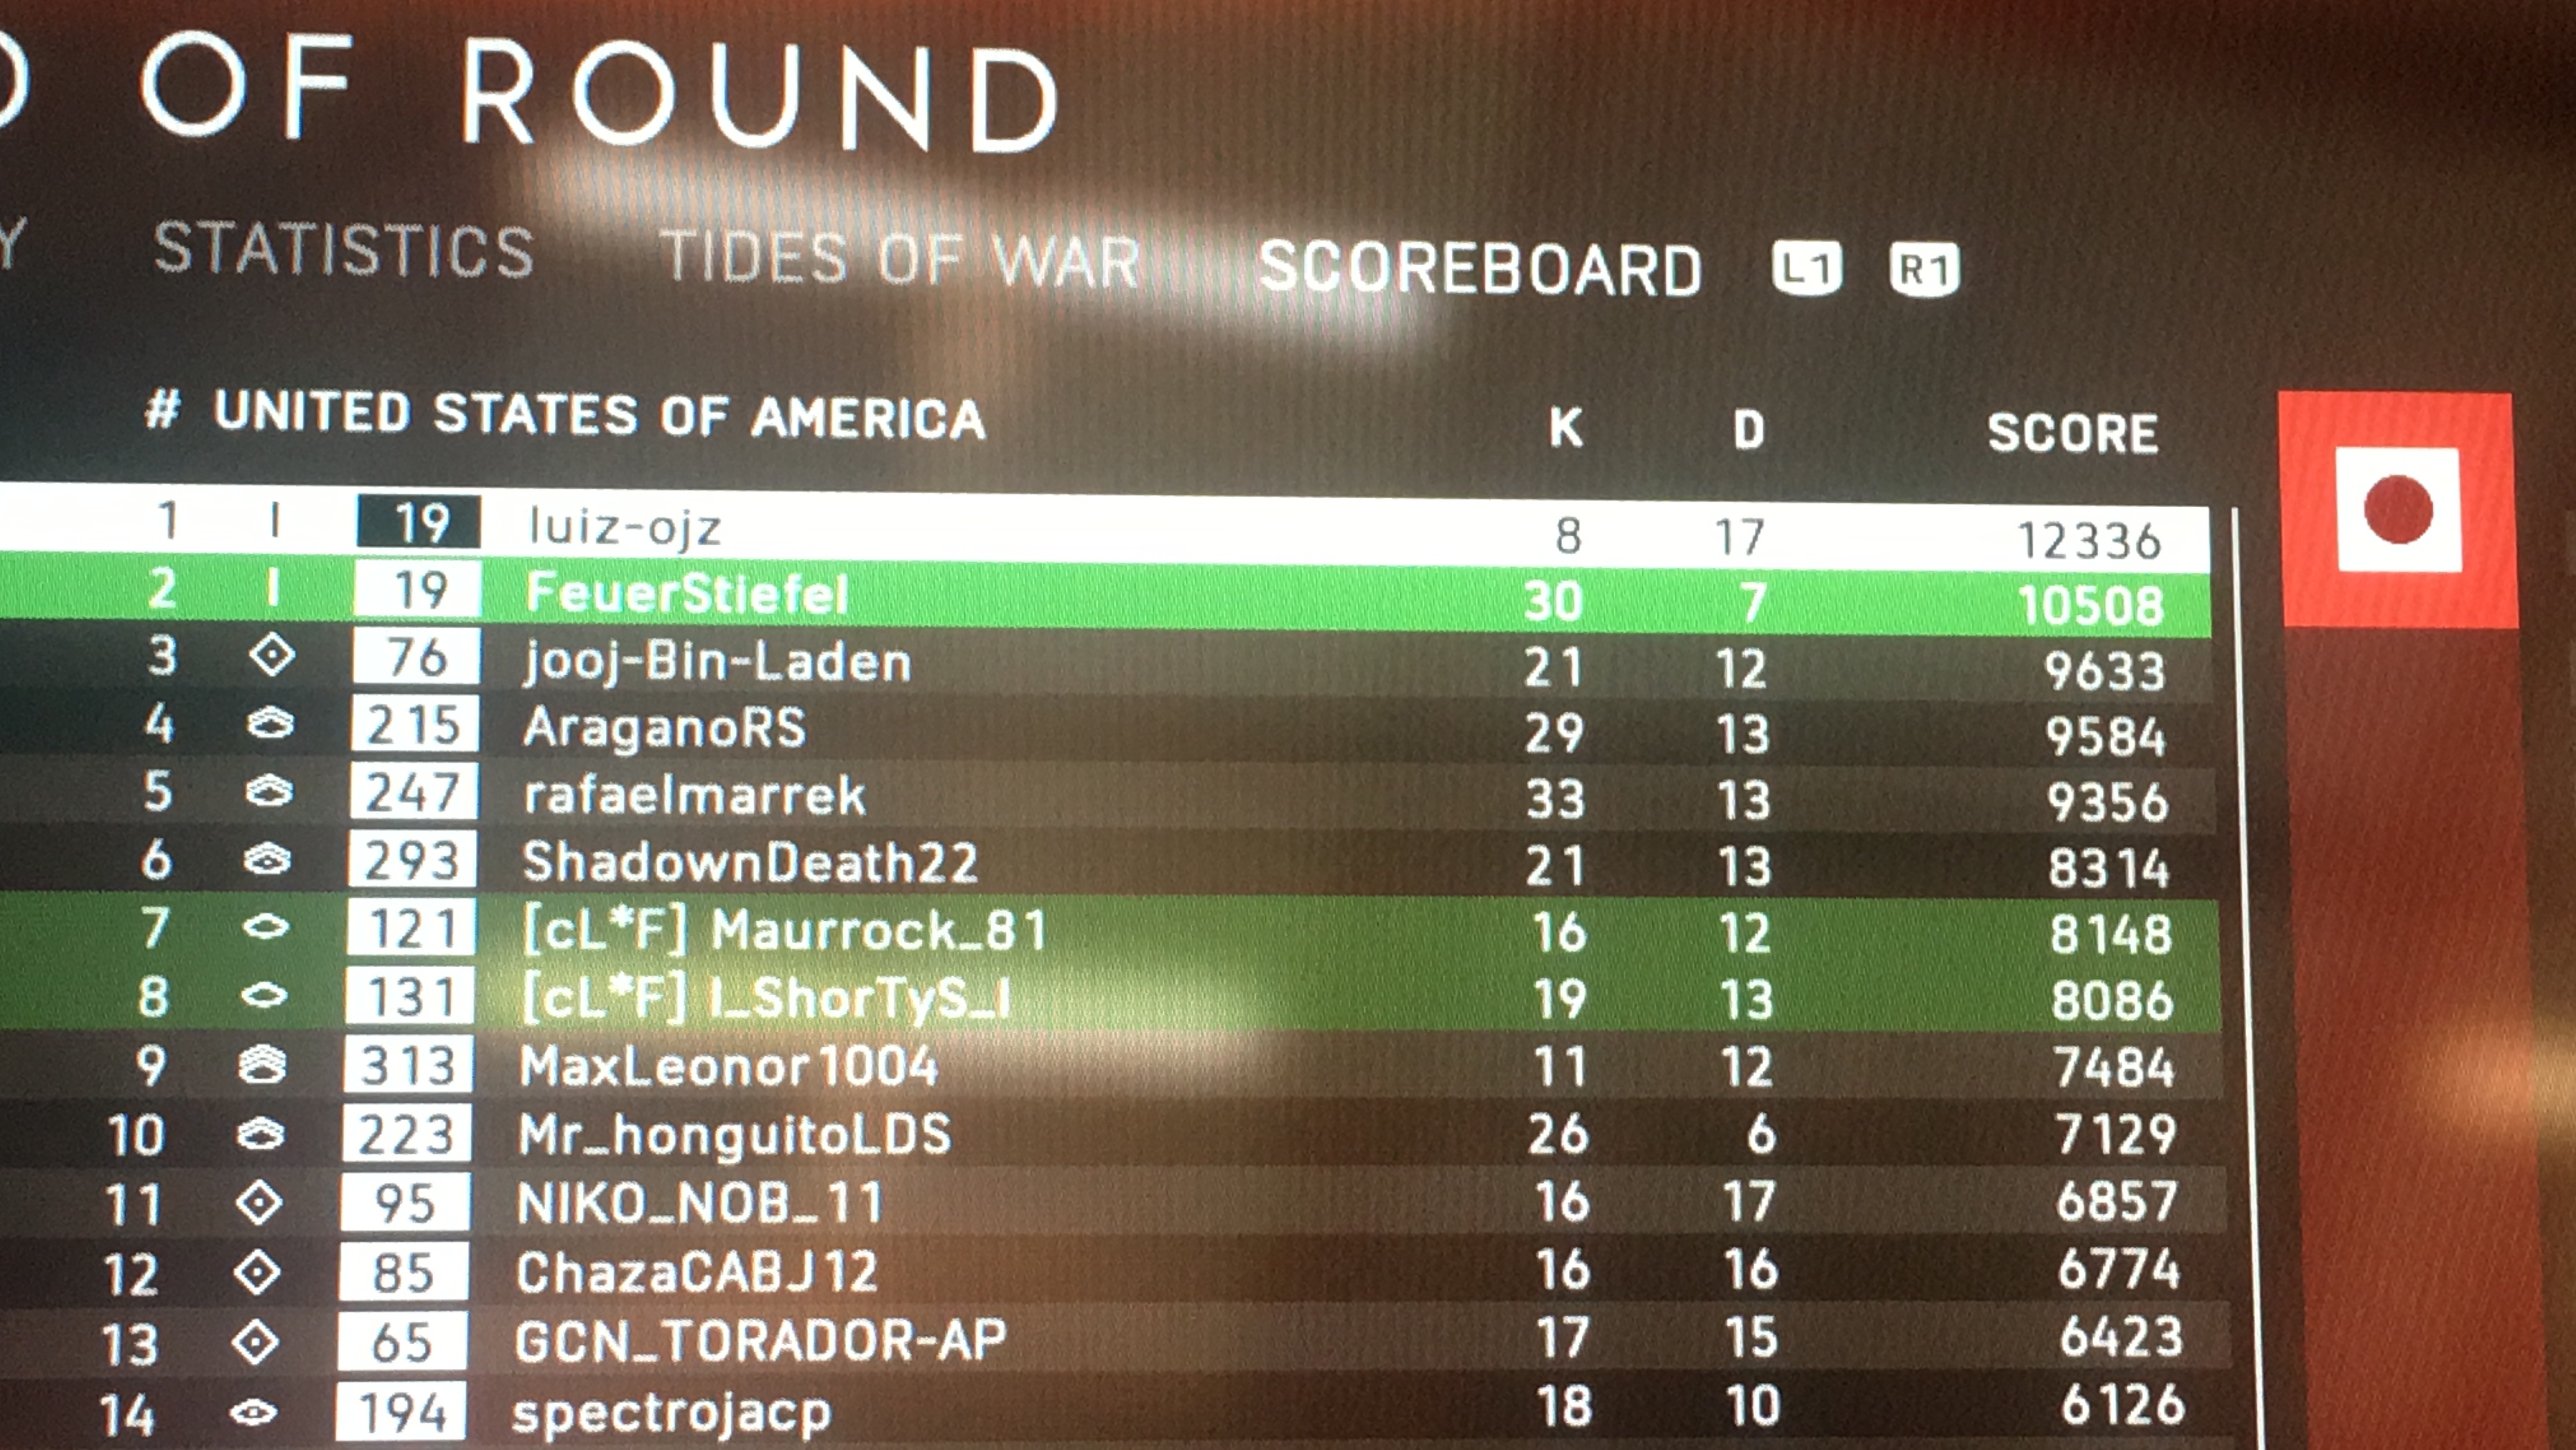 D OF ROUND
Y STATISTICS TIDES OF WAR SCOREBOARD L1 R1
# UNITED STATES OF AMERICA K D SCORE
1 I 19 luiz-ojz 8 17 12336
2 I 19 FeuerStiefel 30 7 10508
3 76 jooj-Bin-Laden 21 12 9633
4 215 AraganoRS 29 13 9584
5 247 rafaelmarrek 33 13 9356
6 293 ShadownDeath22 21 13 8314
7 121 [cL*F] Maurrock_81 16 12 8148
8 131 [cL*F] I_ShorTyS_I 19 13 8086
9 313 MaxLeonor1004 11 12 7484
10 223 Mr_honguitoLDS 26 6 7129
11 95 NIKO_NOB_11 16 17 6857
12 85 ChazaCABJ12 16 16 6774
13 65 GCN_TORADOR-AP 17 15 6423
14 194 spectrojacp 18 10 6126